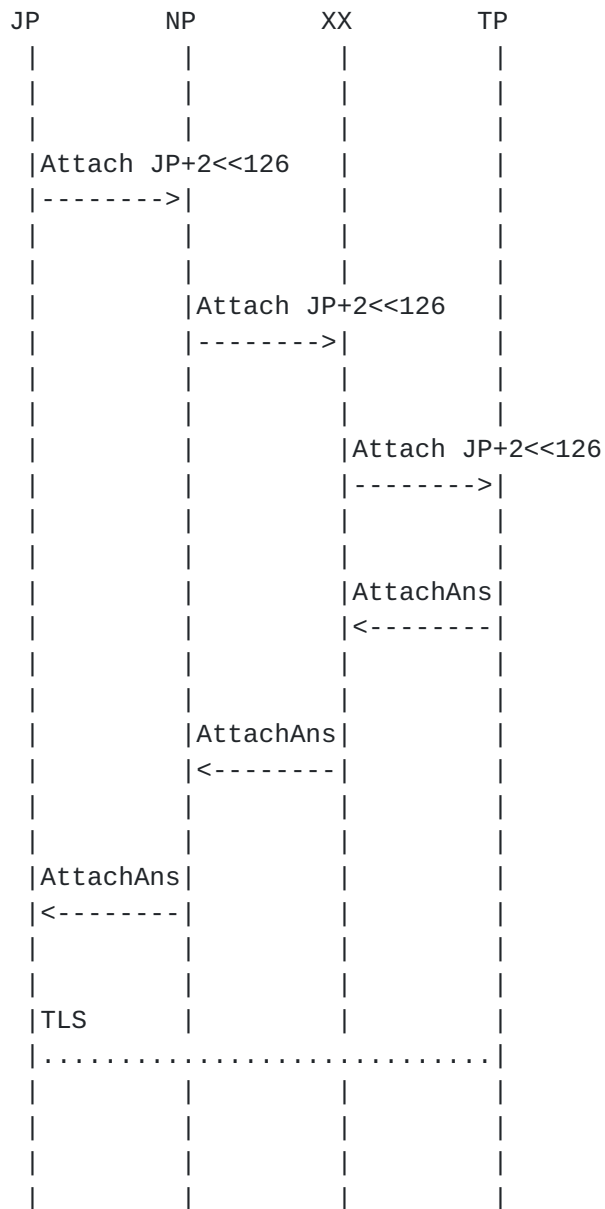 JP NP XX TP
Attach JP+2<<126
Attach JP+2<<126
Attach JP+2<<126
AttachAns
AttachAns
AttachAns
TLS